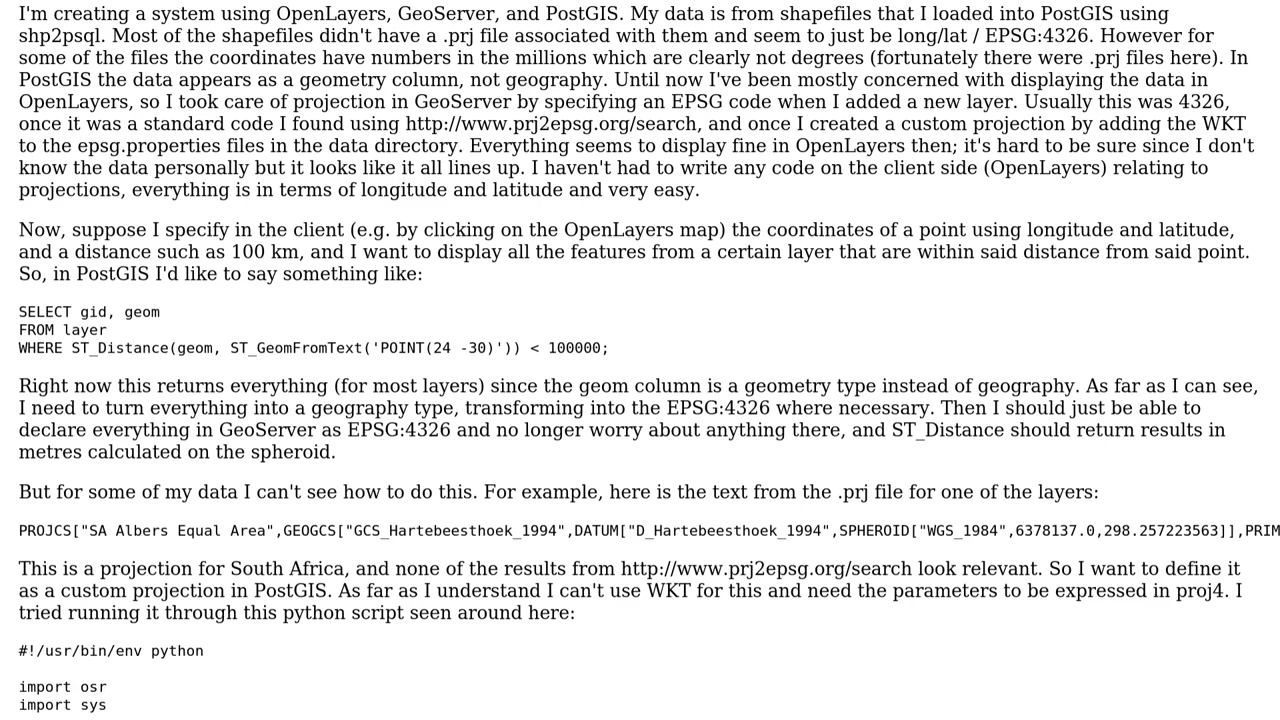 I'm creating a system using OpenLayers, GeoServer, and PostGIS. My data is from shapefiles that I loaded into PostGIS using
shp2psql. Most of the shapefiles didn't have a .prj file associated with them and seem to just be long/lat / EPSG:4326. However for
some of the files the coordinates have numbers in the millions which are clearly not degrees (fortunately there were .prj files here). In
PostGIS the data appears as a geometry column, not geography. Until now I've been mostly concerned with displaying the data in
OpenLayers, so I took care of projection in GeoServer by specifying an EPSG code when I added a new layer. Usually this was 4326,
once it was a standard code I found using http://www.prj2epsg.org/search, and once I created a custom projection by adding the WKT
to the epsg.properties files in the data directory. Everything seems to display fine in OpenLayers then; it's hard to be sure since I don't
know the data personally but it looks like it all lines up. I haven't had to write any code on the client side (OpenLayers) relating to
projections, everything is in terms of longitude and latitude and very easy.
Now, suppose I specify in the client (e.g. by clicking on the OpenLayers map) the coordinates of a point using longitude and latitude,
and a distance such as 100 km, and I want to display all the features from a certain layer that are within said distance from said point.
So, in PostGIS I'd like to say something like:
SELECT gid, geom
FROM layer
WHERE ST_Distance(geom, ST_GeomFromText('POINT(24 -30)')) < 100000;
Right now this returns everything (for most layers) since the geom column is a geometry type instead of geography. As far as I can see,
I need to turn everything into a geography type, transforming into the EPSG:4326 where necessary. Then I should just be able to
declare everything in GeoServer as EPSG:4326 and no longer worry about anything there, and ST_Distance should return results in
metres calculated on the spheroid.
But for some of my data I can't see how to do this. For example, here is the text from the .prj file for one of the layers:
PROJCS["SA Albers Equal Area",GEOGCS["GCS_Hartebeesthoek_1994",DATUM["D_Hartebeesthoek_1994",SPHEROID["WGS_1984",6378137.0,298.257223563]],PRIM
This is a projection for South Africa, and none of the results from http://www.prj2epsg.org/search look relevant. So I want to define it
as a custom projection in PostGIS. As far as I understand I can't use WKT for this and need the parameters to be expressed in proj4. I
tried running it through this python script seen around here:
#!/usr/bin/env python
import osr
import sys